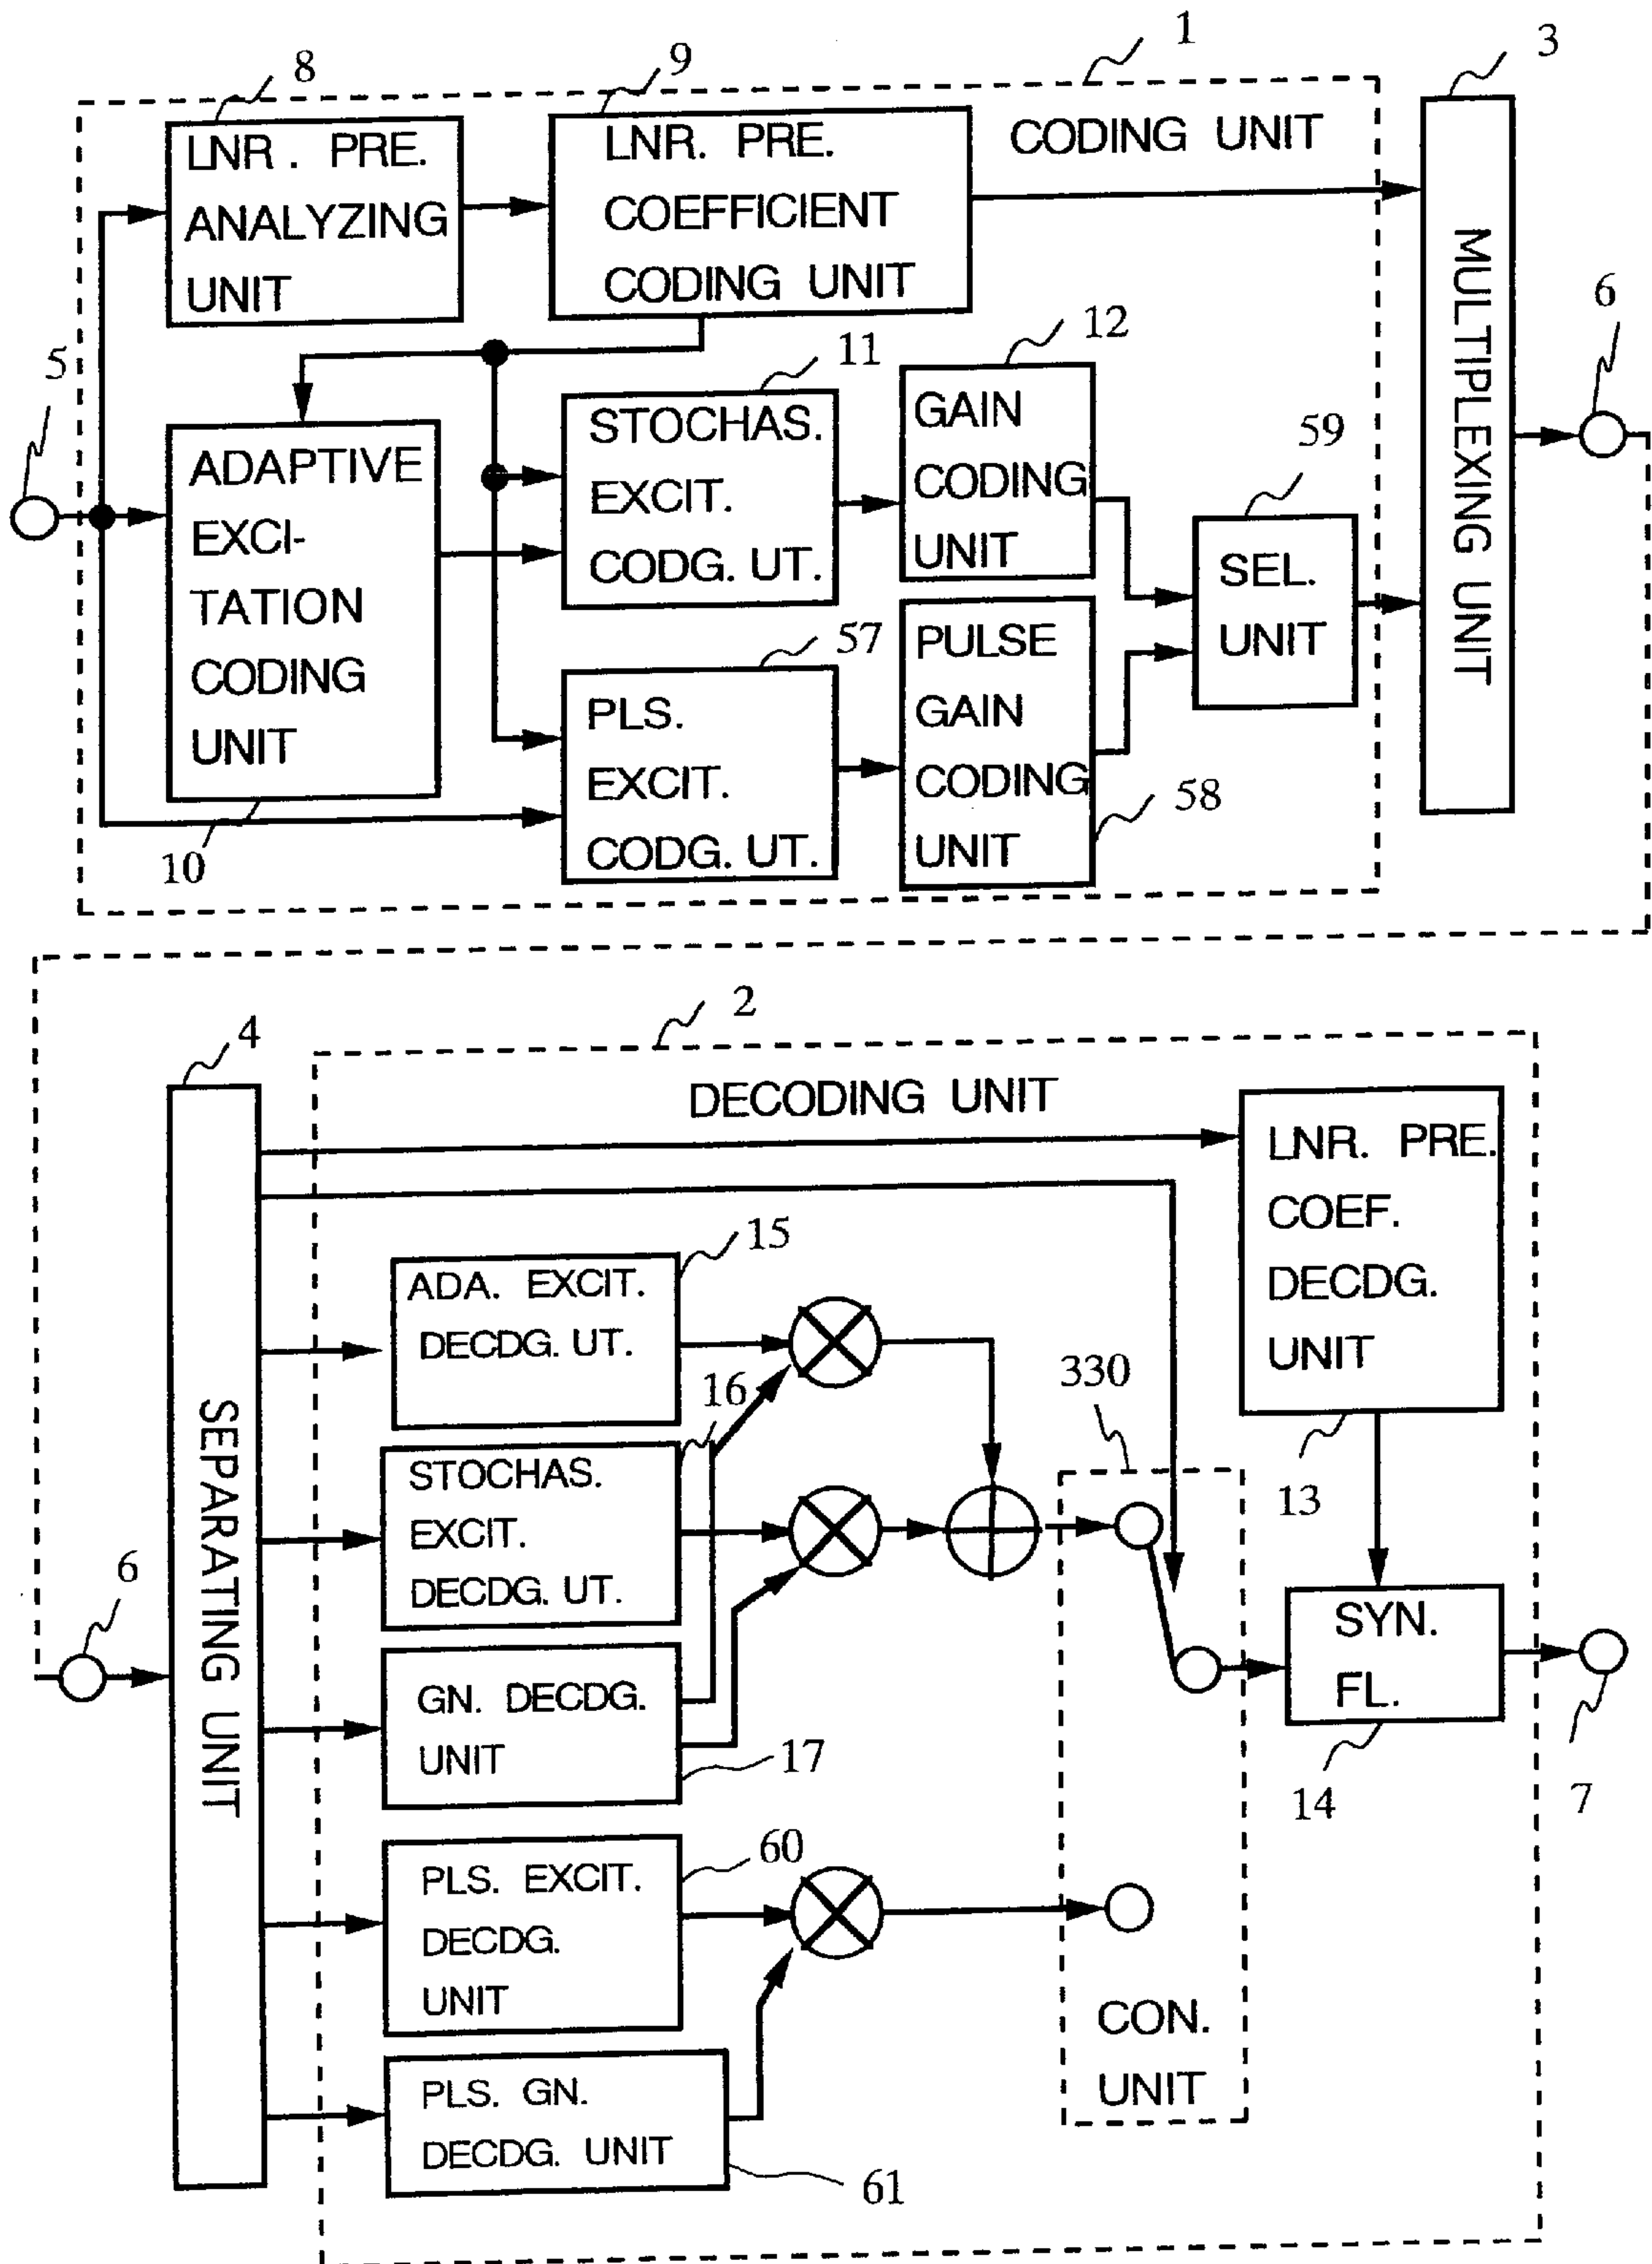 1
3
8
9
LNR. PRE.
ANALYZING
UNIT
LNR. PRE.
COEFFICIENT
CODING UNIT
CODING UNIT
MULTIPLEXING UNIT
6
5
11
12
ADAPTIVE
EXCI-
TATION
CODING
UNIT
10
STOCHAS.
EXCIT.
CODG. UT.
GAIN
CODING
UNIT
59
SEL.
UNIT
57
PLS.
EXCIT.
CODG. UT.
PULSE
GAIN
CODING
UNIT
58
2
4
DECODING UNIT
SEPARATING UNIT
LNR. PRE.
COEF.
DECDG.
UNIT
13
15
ADA. EXCIT.
DECDG. UT.
16
STOCHAS.
EXCIT.
DECDG. UT.
330
6
GN. DECDG.
UNIT
17
SYN.
FL.
14
7
60
PLS. EXCIT.
DECDG.
UNIT
CON.
UNIT
PLS. GN.
DECDG. UNIT
61